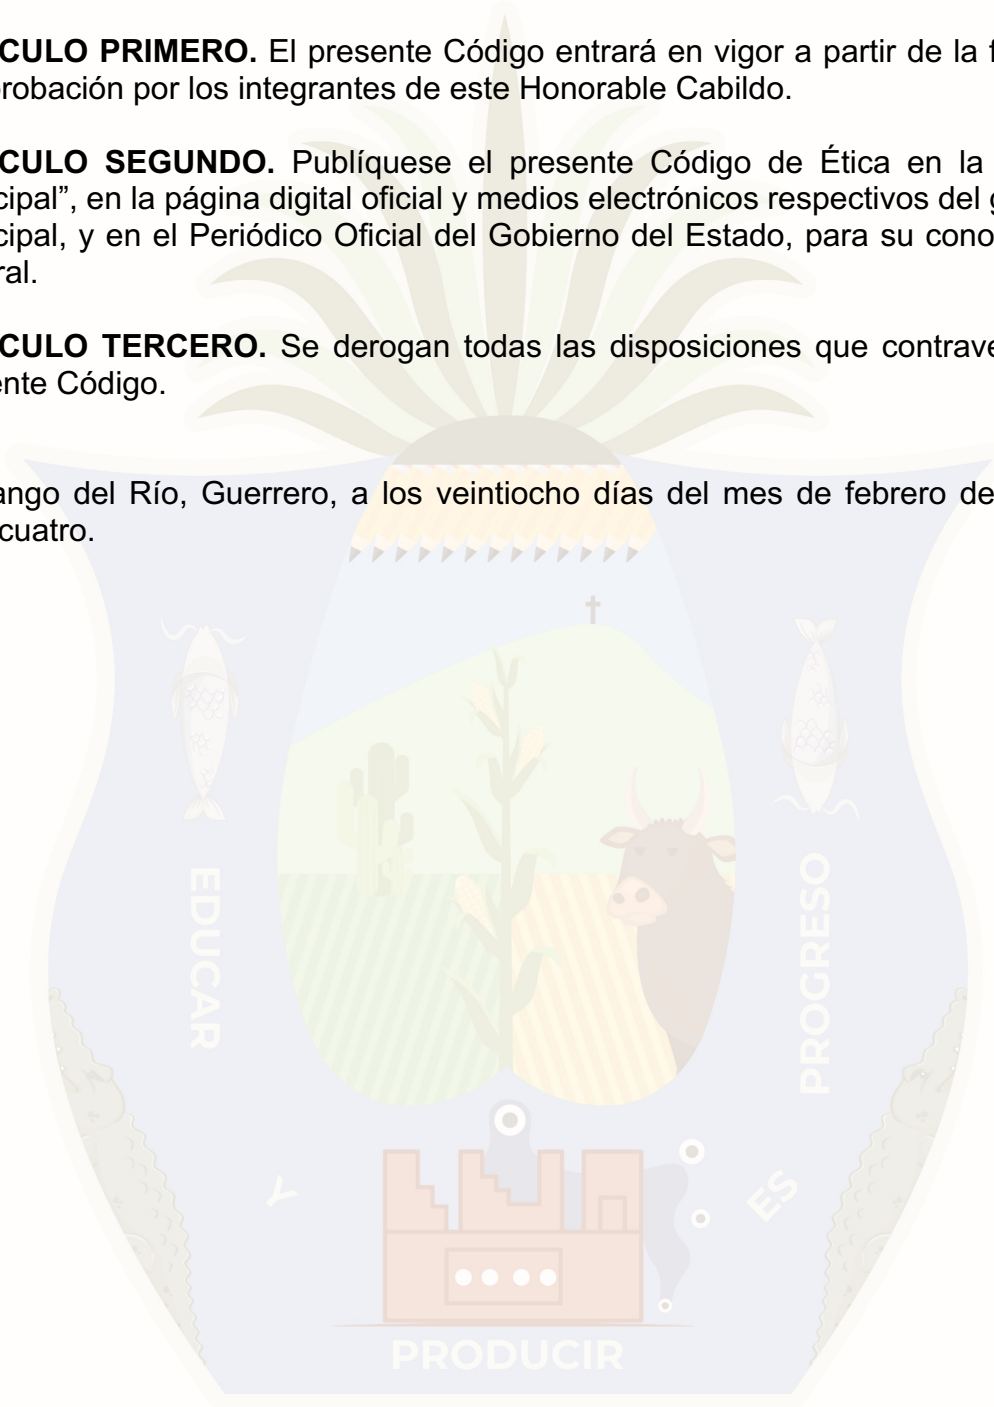 CULO PRIMERO. El presente Código entrará en vigor a partir de la f
robación por los integrantes de este Honorable Cabildo.
CULO SEGUNDO. Publíquese el presente Código de Ética en la
cipal”, en la página digital oficial y medios electrónicos respectivos del g
cipal, y en el Periódico Oficial del Gobierno del Estado, para su cono
ral.
CULO TERCERO. Se derogan todas las disposiciones que contrave
ente Código.
ango del Río, Guerrero, a los veintiocho días del mes de febrero de
cuatro.
EDUCAR
Y
PRODUCIR
ES
PROGRESO